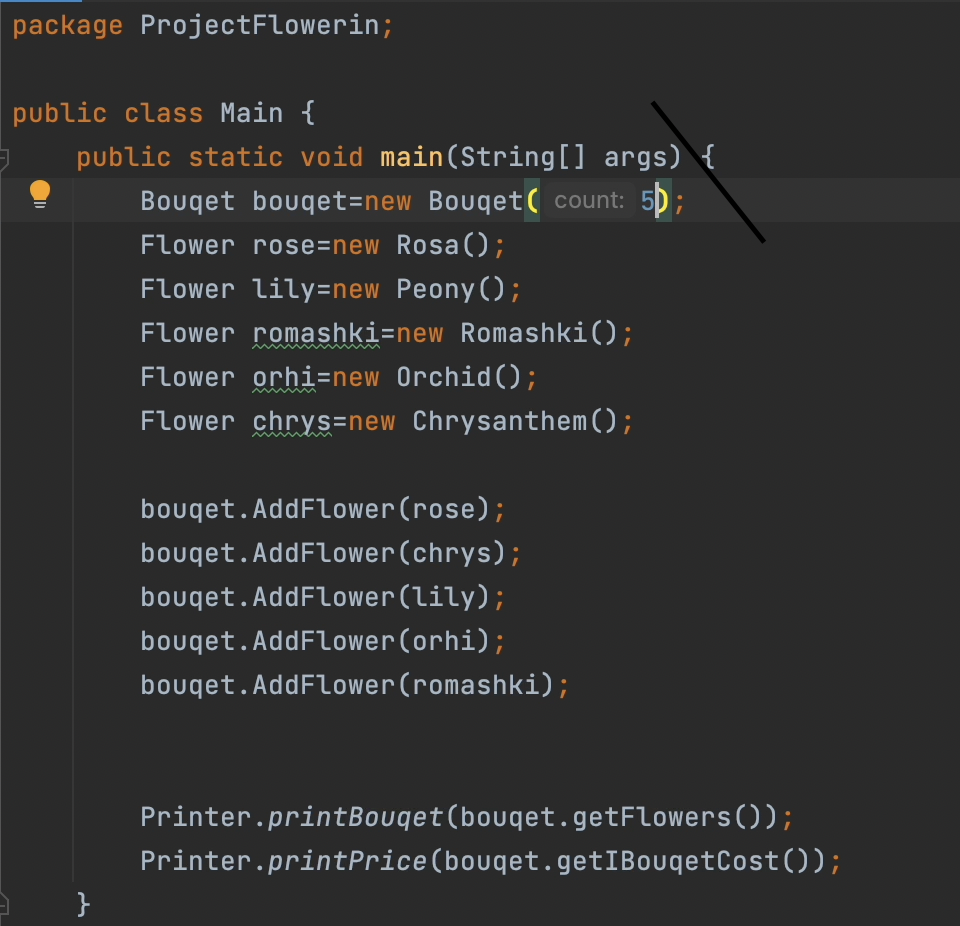 package ProjectFlowerin;
public class Main {
public static void main(String[] args) {
Bouqet bouqet=new Bouqet( count: 5);
Flower rose=new Rosa();
Flower lily=new Peony();
Flower romashki=new Romashki();
Flower orhi=new Orchid();
Flower chrys=new Chrysanthem();
bouqet.AddFlower(rose);
bouqet.AddFlower(chrys);
bouqet.AddFlower(lily);
bouqet.AddFlower(orhi);
bouqet.AddFlower(romashki);
Printer.printBouqet(bouqet.getFlowers());
Printer.printPrice(bouqet.getIBouqetCost());
}